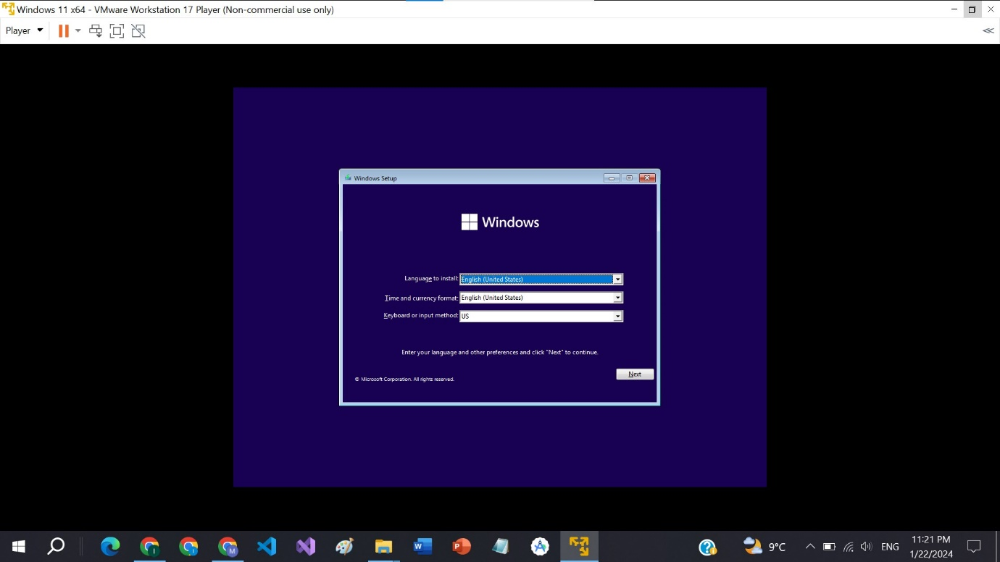 Windows 11 x64 - VMware Workstation 17 Player (Non-commercial use only)
Player
Windows Setup
Windows
Language to install: English (United States)
Time and currency format: English (United States)
Keyboard or input method: US
Enter your language and other preferences and click "Next" to continue.
Next
© Microsoft Corporation. All rights reserved.
9°C
ENG
11:21 PM
1/22/2024